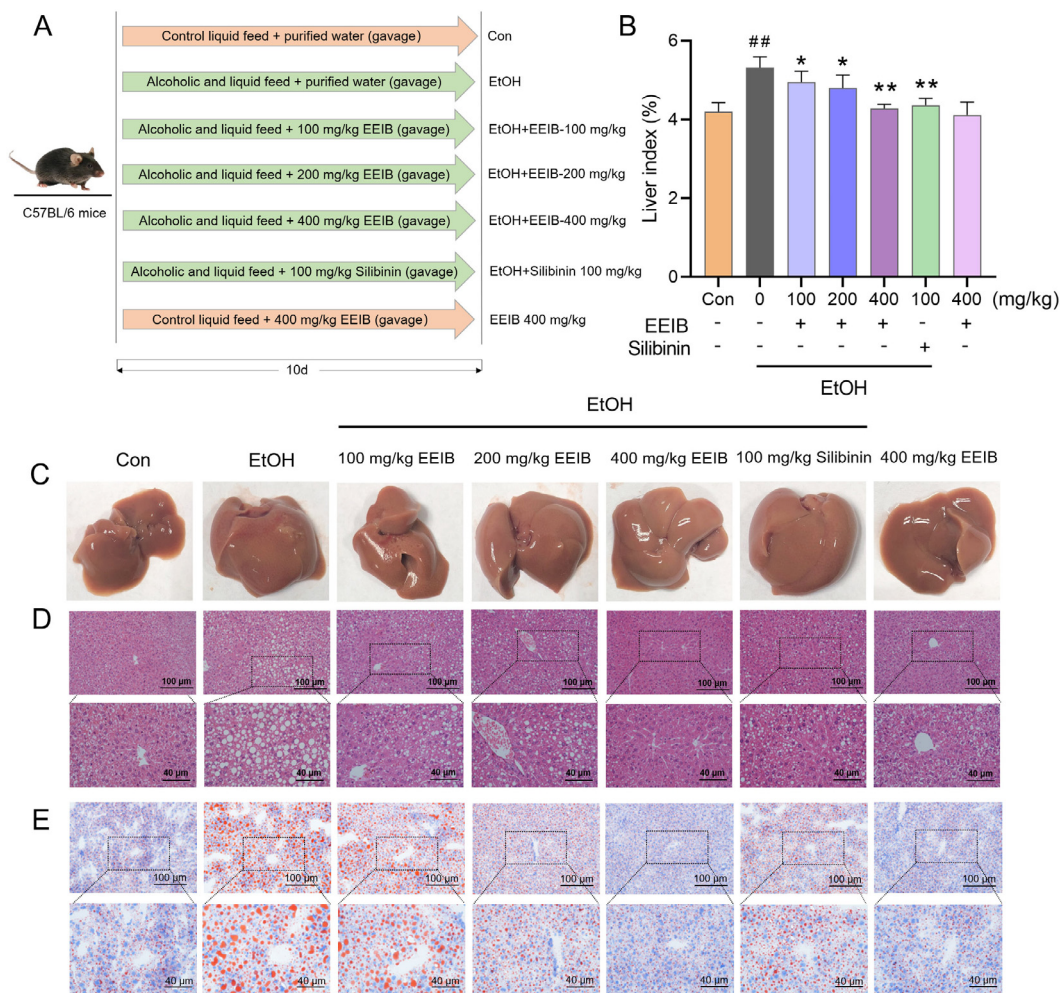 A
Control liquid feed + purified water (gavage)
Con
Alcoholic and liquid feed + purified water (gavage)
EtOH
Alcoholic and liquid feed + 100 mg/kg EEIB (gavage)
EtOH+EEIB-100 mg/kg
Alcoholic and liquid feed + 200 mg/kg EEIB (gavage)
EtOH+EEIB-200 mg/kg
Alcoholic and liquid feed + 400 mg/kg EEIB (gavage)
EtOH+EEIB-400 mg/kg
Alcoholic and liquid feed + 100 mg/kg Silibinin (gavage)
EtOH+Silibinin 100 mg/kg
Control liquid feed + 400 mg/kg EEIB (gavage)
EEIB 400 mg/kg
C57BL/6 mice
10d
B
Liver index (%)
6
4
2
0
## * * ** **
Con 0 100 200 400 100 400 (mg/kg)
EEIB - - + + + - +
Silibinin - - - - - + -
EtOH
EtOH
Con EtOH 100 mg/kg EEIB 200 mg/kg EEIB 400 mg/kg EEIB 100 mg/kg Silibinin 400 mg/kg EEIB
C
D
100 µm 100 µm 100 µm 100 µm 100 µm 100 µm 100 µm
40 µm 40 µm 40 µm 40 µm 40 µm 40 µm 40 µm
E
100 µm 100 µm 100 µm 100 µm 100 µm 100 µm 100 µm
40 µm 40 µm 40 µm 40 µm 40 µm 40 µm 40 µm